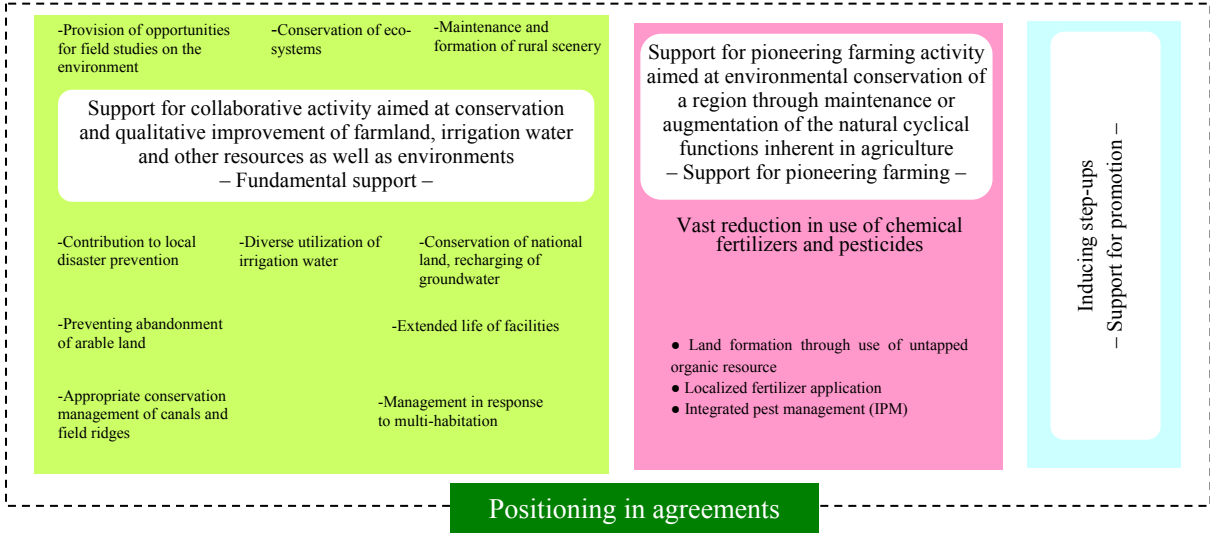 -Provision of opportunities
for field studies on the
environment
-Conservation of eco-
systems
-Maintenance and
formation of rural scenery
Support for collaborative activity aimed at conservation
and qualitative improvement of farmland, irrigation water
and other resources as well as environments
– Fundamental support –
-Contribution to local
disaster prevention
-Diverse utilization of
irrigation water
-Conservation of national
land, recharging of
groundwater
-Preventing abandonment
of arable land
-Extended life of facilities
-Appropriate conservation
management of canals and
field ridges
-Management in response
to multi-habitation
Support for pioneering farming activity
aimed at environmental conservation of
a region through maintenance or
augmentation of the natural cyclical
functions inherent in agriculture
– Support for pioneering farming –
Vast reduction in use of chemical
fertilizers and pesticides
● Land formation through use of untapped
organic resource
● Localized fertilizer application
● Integrated pest management (IPM)
Inducing step-ups
– Support for promotion –
Positioning in agreements